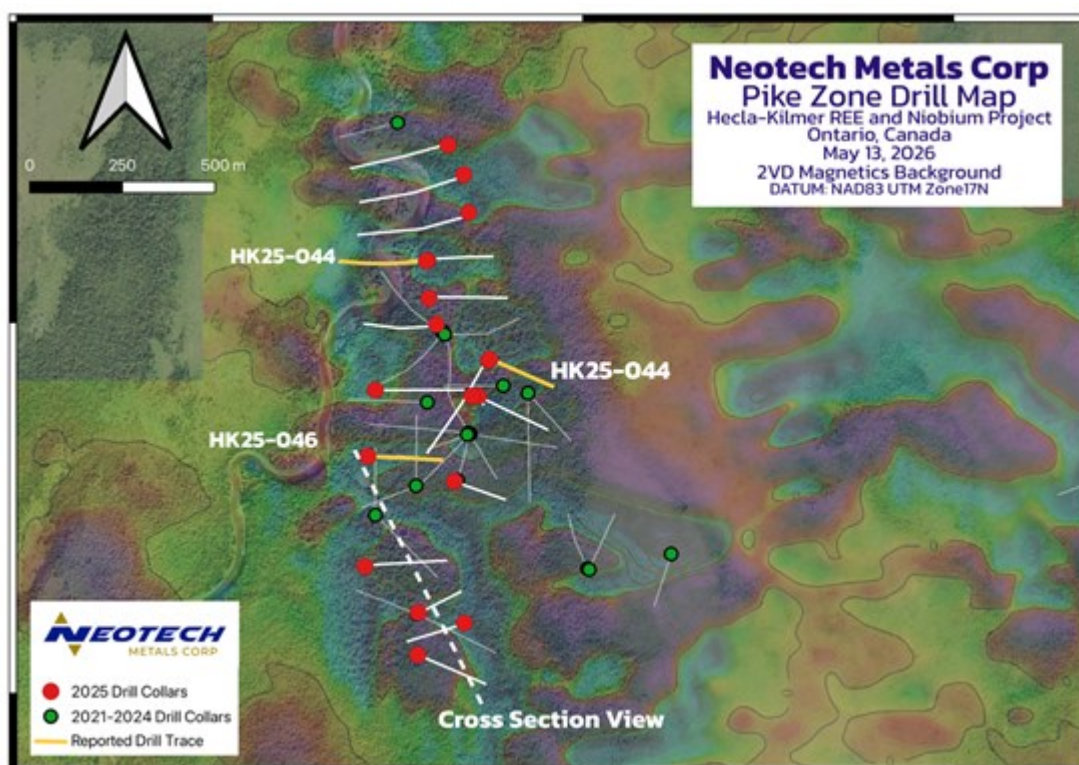 Neotech Metals Corp
Pike Zone Drill Map
Hecla-Kilmer REE and Niobium Project
Ontario, Canada
May 13, 2026
2VD Magnetics Background
DATUM: NAD83 UTM Zone17N
0 250 500 m
HK25-044
HK25-044
HK25-046
Cross Section View
NEOTECH
METALS CORP
2025 Drill Collars
2021-2024 Drill Collars
Reported Drill Trace